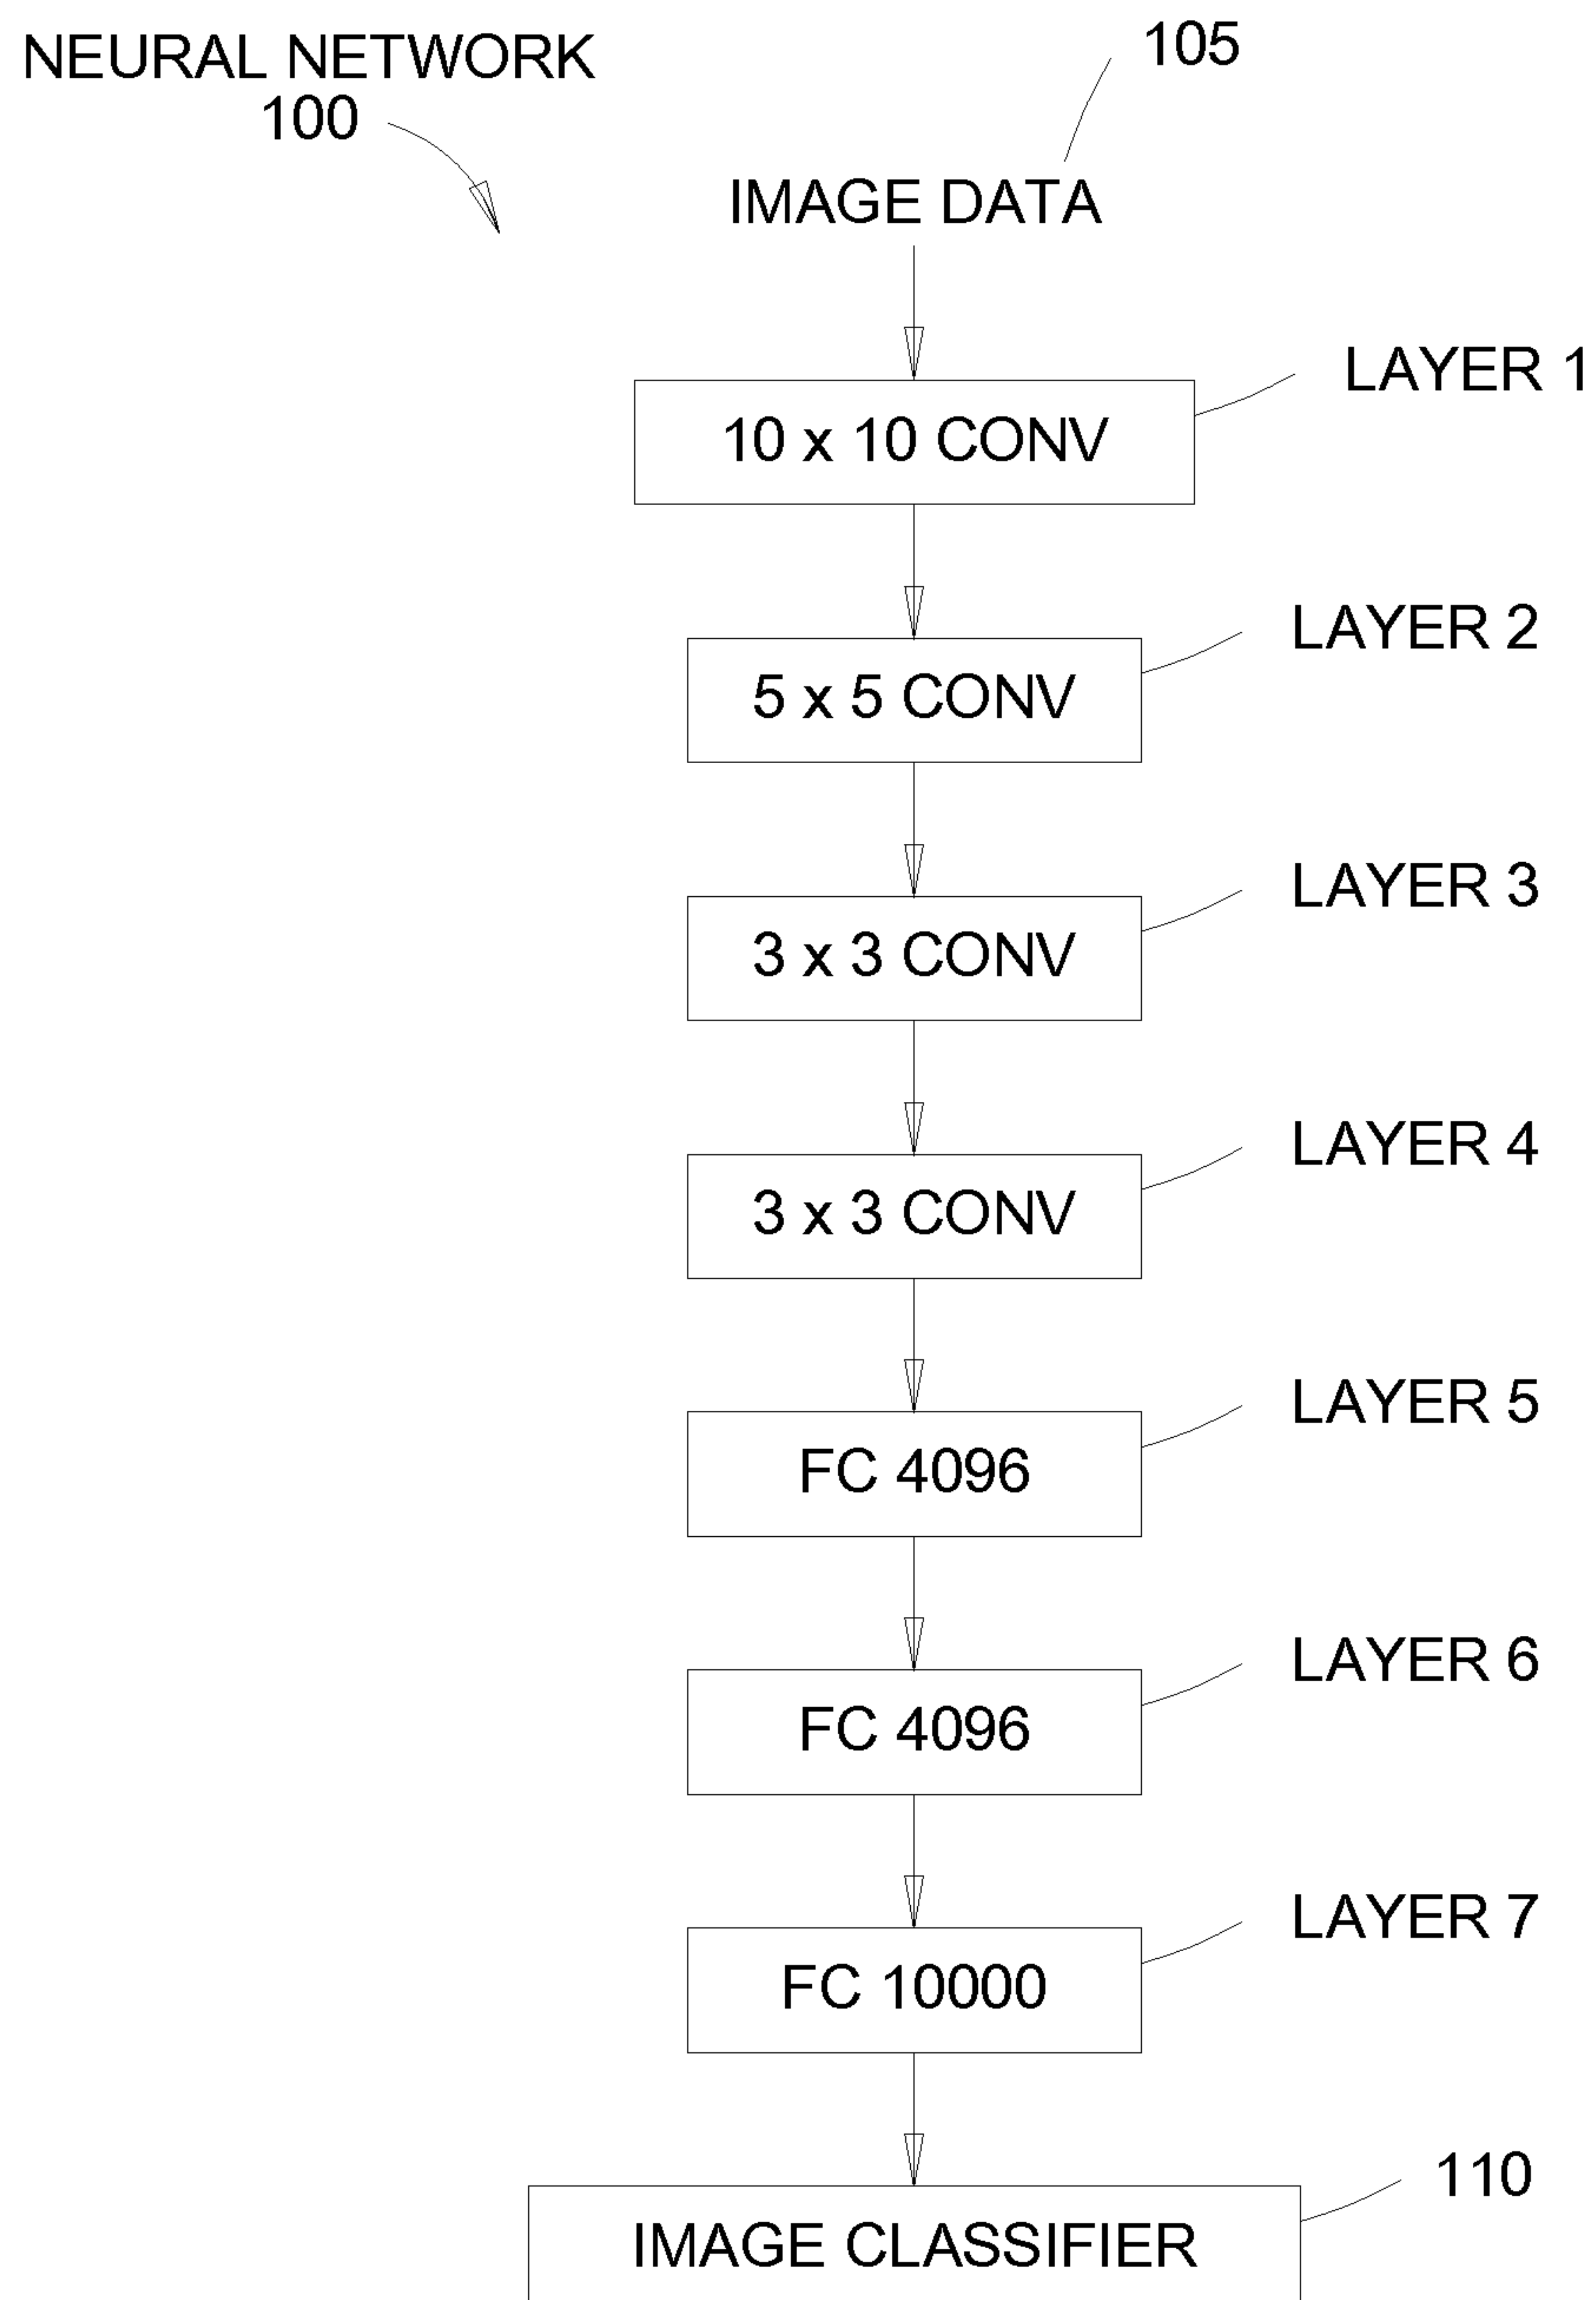 NEURAL NETWORK
100
105
IMAGE DATA
LAYER 1
10 x 10 CONV
LAYER 2
5 x 5 CONV
LAYER 3
3 x 3 CONV
LAYER 4
3 x 3 CONV
LAYER 5
FC 4096
LAYER 6
FC 4096
LAYER 7
FC 10000
110
IMAGE CLASSIFIER